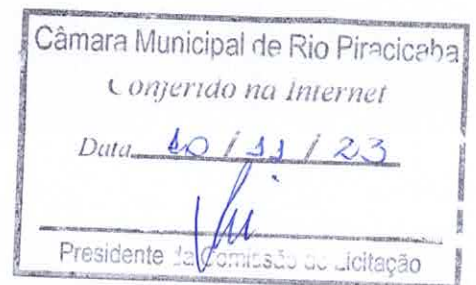 Câmara Municipal de Rio Piracicaba
Conferido na Internet
Data 10 / 11 / 23
Presidente da Comissão de Licitação